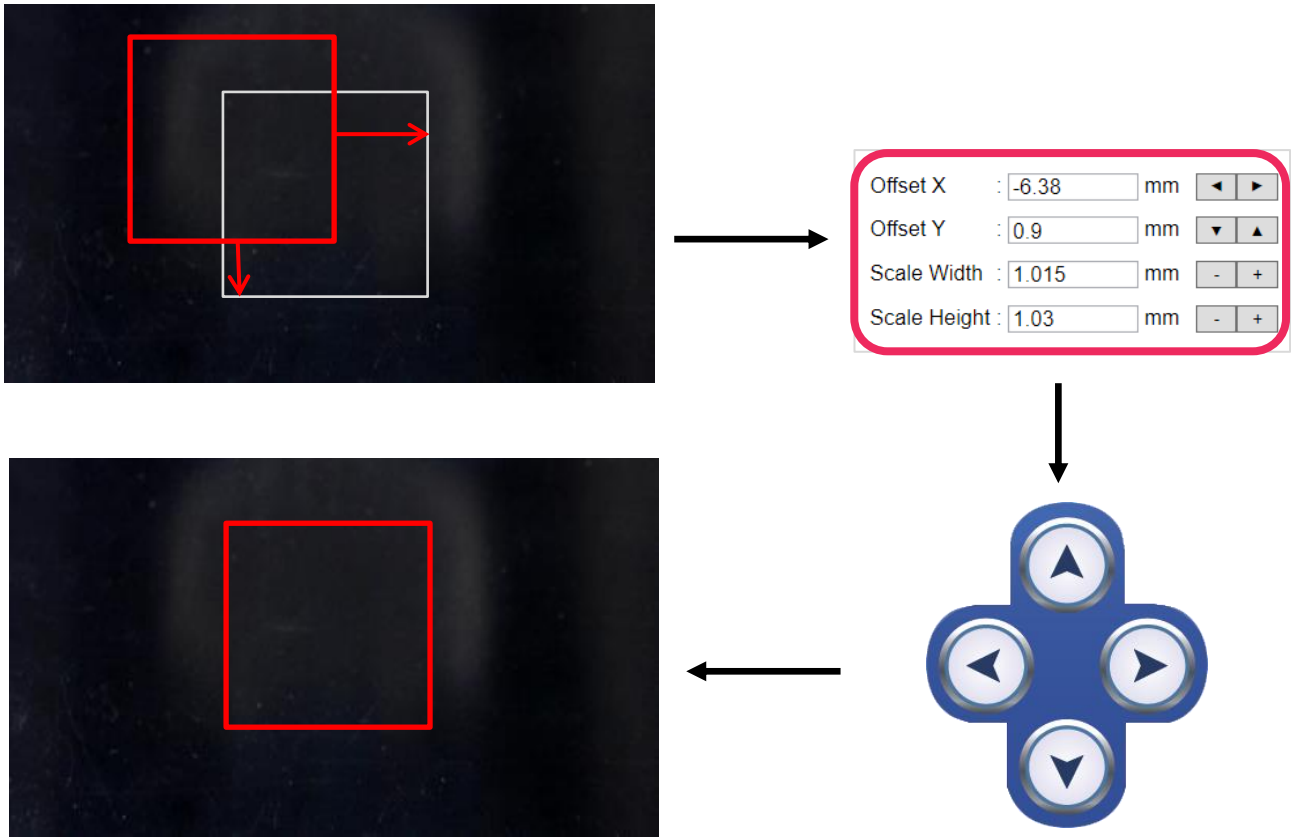 Offset X : -6.38 mm ◄ ►
Offset Y : 0.9 mm ▼ ▲
Scale Width : 1.015 mm - +
Scale Height : 1.03 mm - +